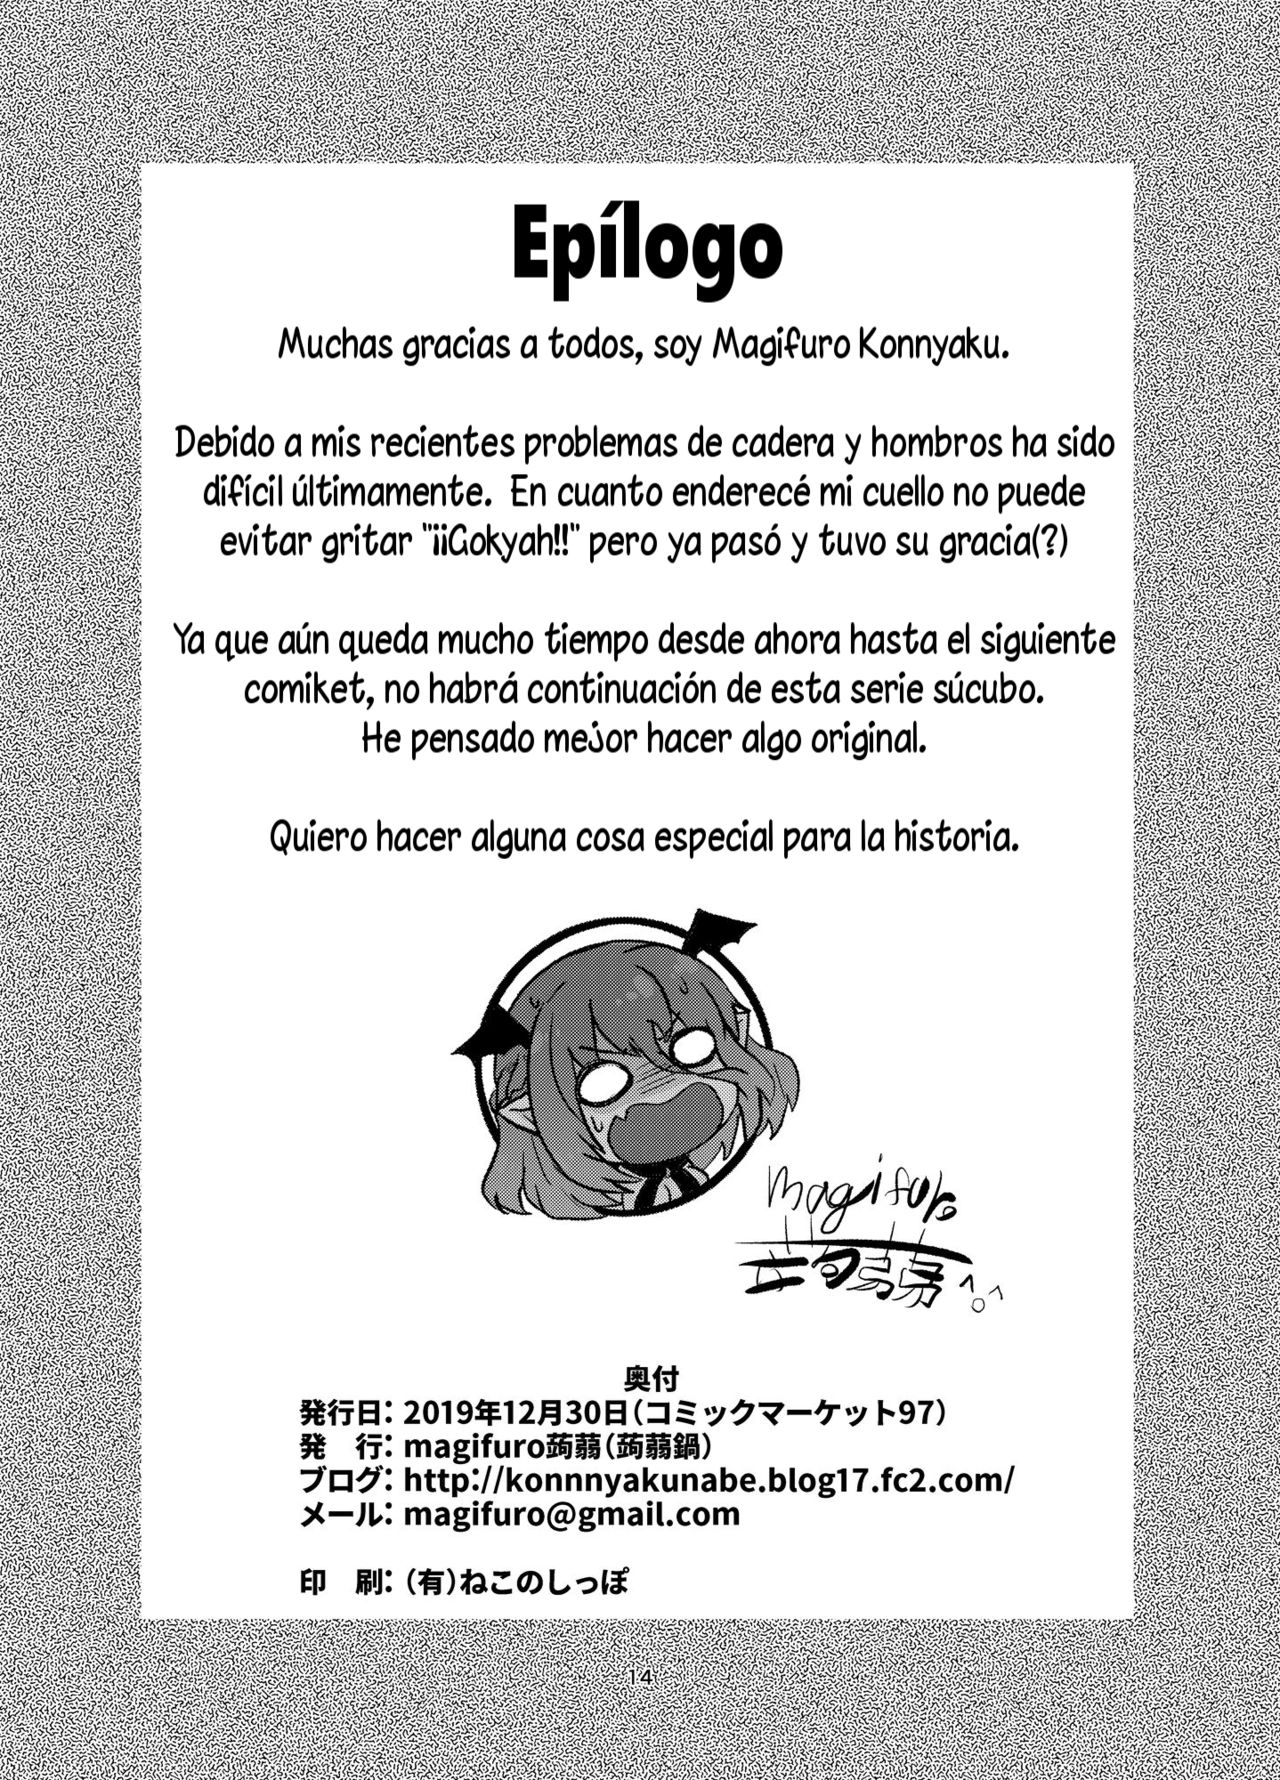 Epílogo
Muchas gracias a todos, soy Magifuro Konnyaku.
Debido a mis recientes problemas de cadera y hombros ha sido
difícil últimamente. En cuanto enderecé mi cuello no puede
evitar gritar "¡¡Gokyah!!" pero ya pasó y tuvo su gracia(?)
Ya que aún queda mucho tiempo desde ahora hasta el siguiente
comiket, no habrá continuación de esta serie súcubo.
He pensado mejor hacer algo original.
Quiero hacer alguna cosa especial para la historia.
magifuro
奥付
発行日: 2019年12月30日(コミックマーケット97)
発　行: magifuro蒟蒻(蒟蒻鍋)
ブログ: http://konnnyakunabe.blog17.fc2.com/
メール: magifuro@gmail.com
印　刷: (有)ねこのしっぽ
14